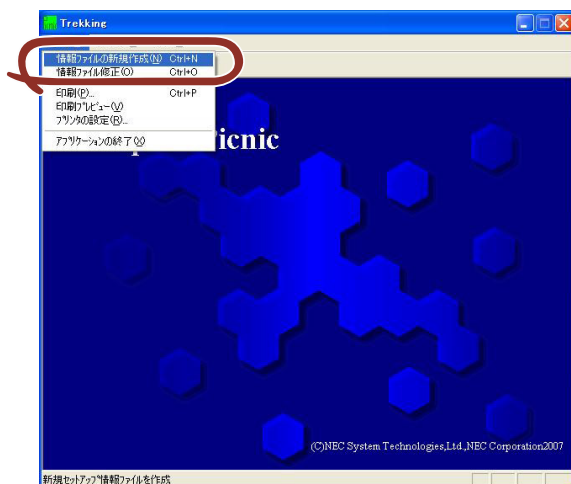 Trekking
情報ファイルの新規作成(N) Ctrl+N
情報ファイル修正(O) Ctrl+O
印刷(P)... Ctrl+P
印刷プレビュー(V)
プリンタの設定(R)...
アプリケーションの終了(X)
icnic
(C)NEC System Technologies,Ltd.,NEC Corporation2007
新規セットアップ情報ファイルを作成